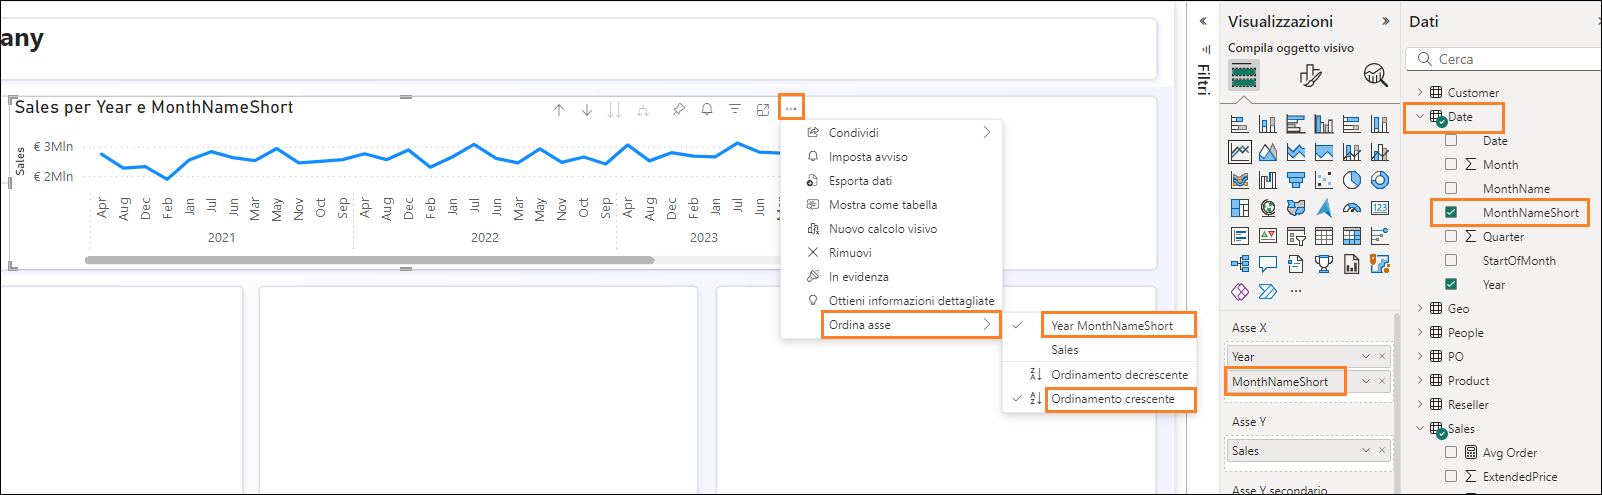 any
Sales per Year e MonthNameShort
Sales
€ 3Mln
€ 2Mln
Apr
Aug
Dec
Feb
Jan
Jul
Jun
Mar
May
Nov
Oct
Sep
Apr
Aug
Dec
Feb
Jan
Jul
Jun
Mar
May
Nov
Oct
Sep
Apr
Aug
Dec
Feb
Jan
Jul
Jun
2021
2022
2023
Condividi
Imposta avviso
Esporta dati
Mostra come tabella
Nuovo calcolo visivo
Rimuovi
In evidenza
Ottieni informazioni dettagliate
Ordina asse
Year MonthNameShort
Sales
Ordinamento decrescente
Ordinamento crescente
Filtri
Visualizzazioni
Compila oggetto visivo
123
Asse X
Year
MonthNameShort
Asse Y
Sales
Asse Y secondario
Dati
Cerca
Customer
Date
Date
Month
MonthName
MonthNameShort
Quarter
StartOfMonth
Year
Geo
People
PO
Product
Reseller
Sales
Avg Order
ExtendedPrice